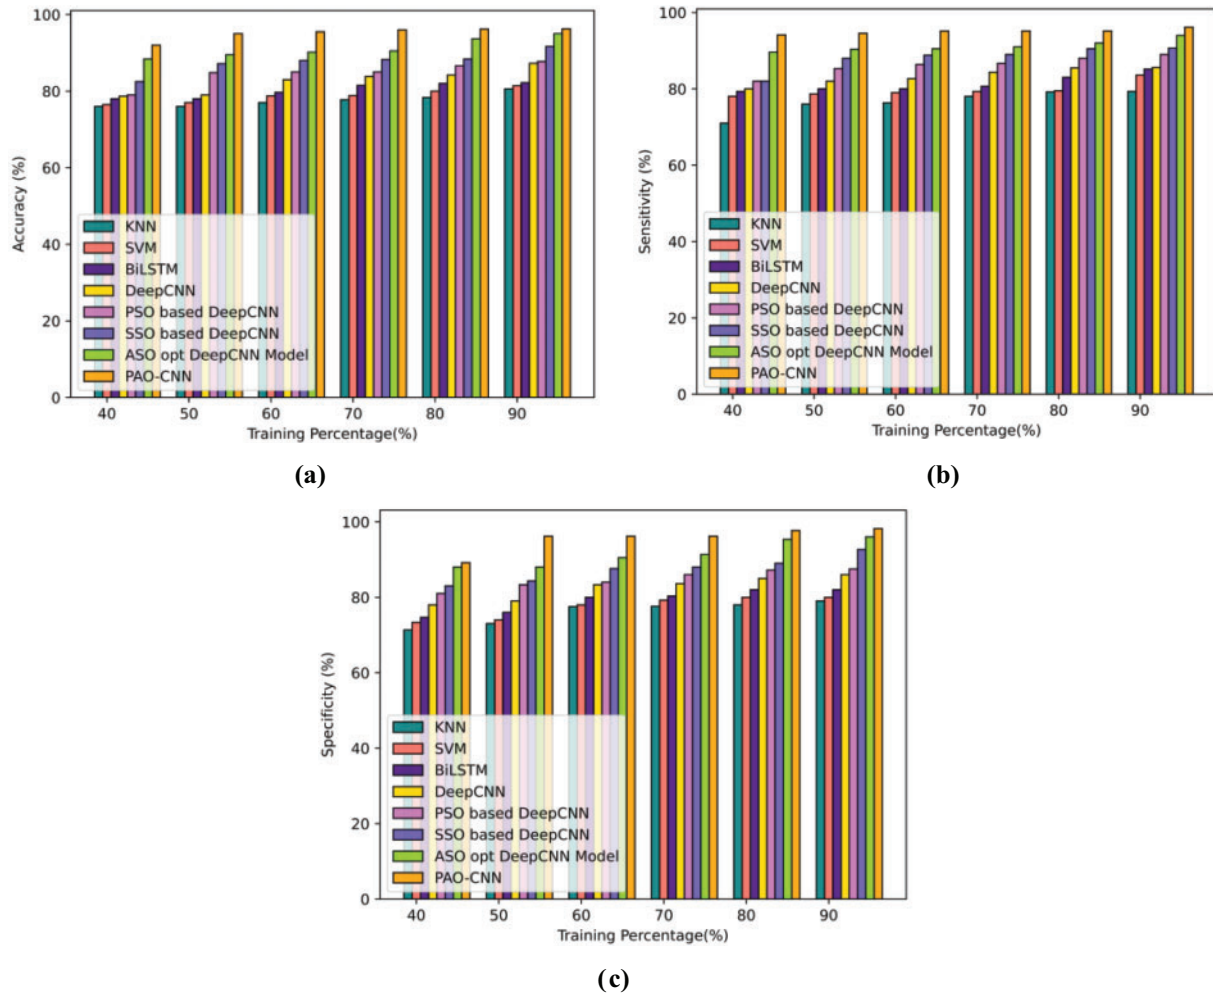 100
80
60
40
20
0
Accuracy (%)
KNN
SVM
BiLSTM
DeepCNN
PSO based DeepCNN
SSO based DeepCNN
ASO opt DeepCNN Model
PAO-CNN
40 50 60 70 80 90
Training Percentage(%)
(a)
100
80
60
40
20
0
Sensitivity (%)
KNN
SVM
BiLSTM
DeepCNN
PSO based DeepCNN
SSO based DeepCNN
ASO opt DeepCNN Model
PAO-CNN
40 50 60 70 80 90
Training Percentage(%)
(b)
100
80
60
40
20
0
Specificity (%)
KNN
SVM
BiLSTM
DeepCNN
PSO based DeepCNN
SSO based DeepCNN
ASO opt DeepCNN Model
PAO-CNN
40 50 60 70 80 90
Training Percentage(%)
(c)